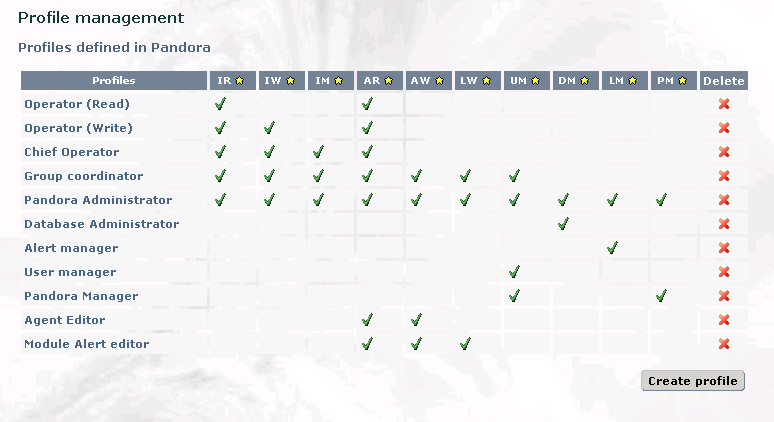 Profile management
Profiles defined in Pandora
Profiles IR IW IM AR AW LW UM DM LM PM Delete
Operator (Read)
Operator (Write)
Chief Operator
Group coordinator
Pandora Administrator
Database Administrator
Alert manager
User manager
Pandora Manager
Agent Editor
Module Alert editor
Create profile